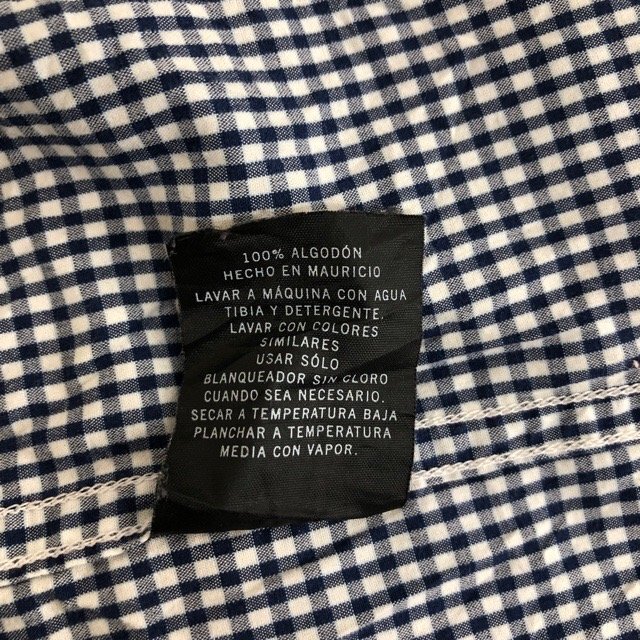 100% ALGODÓN
HECHO EN MAURICIO
LAVAR A MÁQUINA CON AGUA
TIBIA Y DETERGENTE.
LAVAR CON COLORES
SIMILARES
USAR SÓLO
BLANQUEADOR SIN CLORO
CUANDO SEA NECESARIO.
SECAR A TEMPERATURA BAJA
PLANCHAR A TEMPERATURA
MEDIA CON VAPOR.